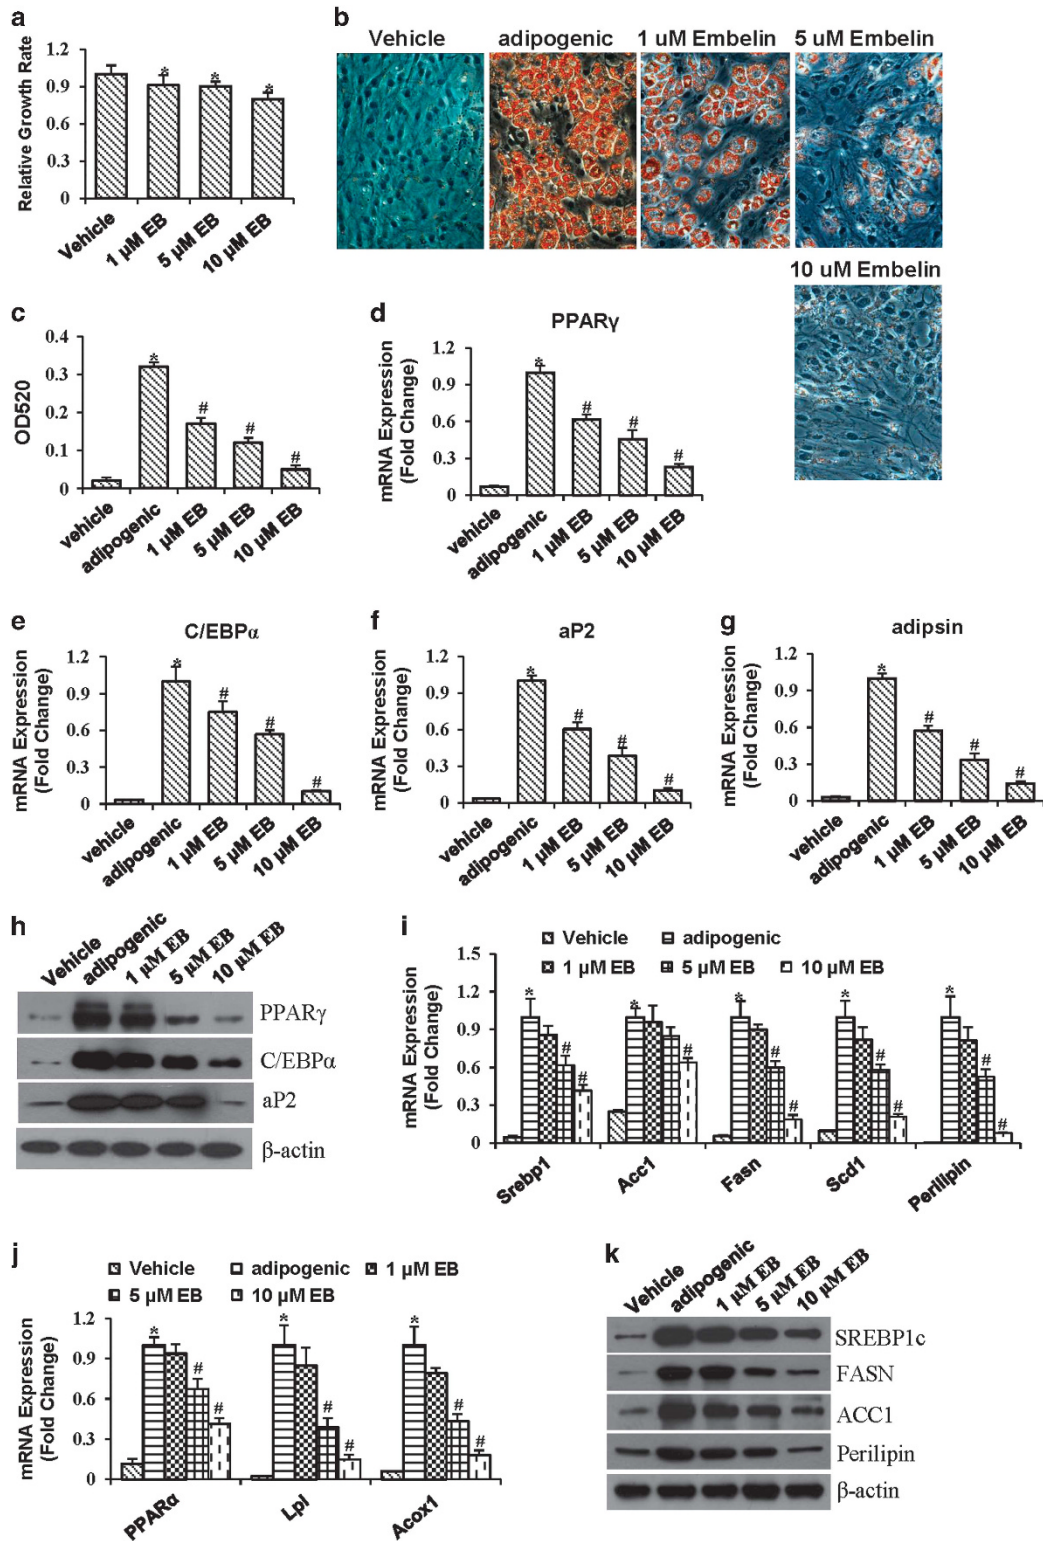 a
1.2
0.9
0.6
0.3
0
Relative Growth Rate
* * *
Vehicle
1 µM EB
5 µM EB
10 µM EB
b
Vehicle
adipogenic
1 uM Embelin
5 uM Embelin
10 uM Embelin
c
0.4
0.3
0.2
0.1
0
OD520
* # # #
vehicle
adipogenic
1 µM EB
5 µM EB
10 µM EB
d
PPARγ
1.2
0.9
0.6
0.3
0
mRNA Expression
(Fold Change)
* # # #
vehicle
adipogenic
1 µM EB
5 µM EB
10 µM EB
e
C/EBPα
1.2
0.9
0.6
0.3
0
mRNA Expression
(Fold Change)
* # # #
vehicle
adipogenic
1 µM EB
5 µM EB
10 µM EB
f
aP2
1.2
0.9
0.6
0.3
0
mRNA Expression
(Fold Change)
* # # #
vehicle
adipogenic
1 µM EB
5 µM EB
10 µM EB
g
adipsin
1.2
0.9
0.6
0.3
0
mRNA Expression
(Fold Change)
* # # #
vehicle
adipogenic
1 µM EB
5 µM EB
10 µM EB
h
Vehicle
adipogenic
1 µM EB
5 µM EB
10 µM EB
PPARγ
C/EBPα
aP2
β-actin
i
Vehicle adipogenic
1 µM EB 5 µM EB 10 µM EB
1.5
1.2
0.9
0.6
0.3
0
mRNA Expression
(Fold Change)
* # # * # * # # * # # * # #
Srebp1
Acc1
Fasn
Scd1
Perilipin
j
Vehicle adipogenic 1 µM EB
5 µM EB 10 µM EB
1.2
0.9
0.6
0.3
0
mRNA Expression
(Fold Change)
* # # * # # * # #
PPARα
Lpl
Acox1
k
Vehicle
adipogenic
1 µM EB
5 µM EB
10 µM EB
SREBP1c
FASN
ACC1
Perilipin
β-actin